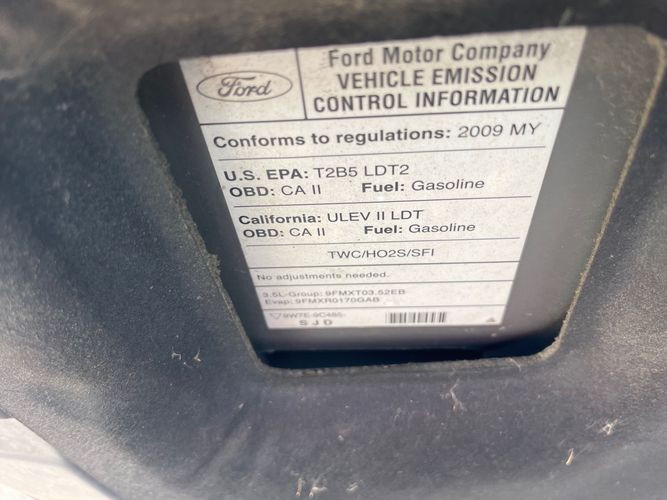 Ford
Ford Motor Company
VEHICLE EMISSION
CONTROL INFORMATION
Conforms to regulations: 2009 MY
U.S. EPA: T2B5 LDT2
OBD: CA II Fuel: Gasoline
California: ULEV II LDT
OBD: CA II Fuel: Gasoline
TWC/HO2S/SFI
No adjustments needed.
3.5L-Group: 9FMXT03.52EB
Evap: 9FMXR0170GAB
9W7E-9C485-
SJD